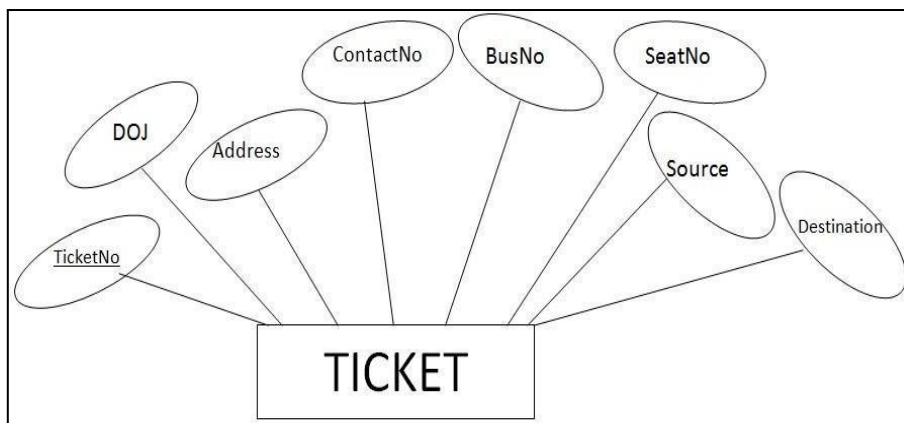 ContactNo
BusNo
SeatNo
DOJ
Address
Source
Destination
TicketNo
TICKET